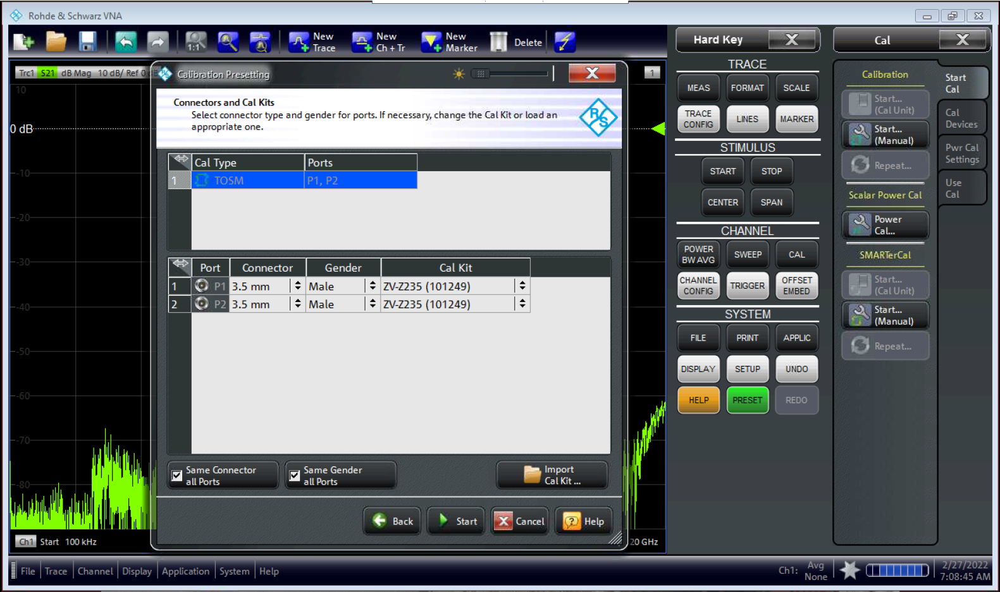 Rohde & Schwarz VNA
New
Trace
New
Ch + Tr
New
Marker
Delete
1:1
Trc1 S21 dB Mag 10 dB/ Ref 0
1
10
0 dB
-10
-20
-30
-40
-50
-60
-70
-80
Ch1 Start 100 kHz
20 GHz
Calibration Presetting
Connectors and Cal Kits
Select connector type and gender for ports. If necessary, change the Cal Kit or load an
appropriate one.
R S
Cal Type Ports
1 TOSM P1, P2
Port Connector Gender Cal Kit
1 P1 3.5 mm Male ZV-Z235 (101249)
2 P2 3.5 mm Male ZV-Z235 (101249)
Same Connector
all Ports
Same Gender
all Ports
Import
Cal Kit ...
Back
Start
Cancel
Help
Hard Key
TRACE
MEAS FORMAT SCALE
TRACE
CONFIG
LINES
MARKER
STIMULUS
START STOP
CENTER SPAN
CHANNEL
POWER
BW AVG
SWEEP
CAL
CHANNEL
CONFIG
TRIGGER
OFFSET
EMBED
SYSTEM
FILE PRINT APPLIC
DISPLAY SETUP UNDO
HELP PRESET REDO
Cal
Calibration
Start...
(Cal Unit)
Start...
(Manual)
Repeat...
Scalar Power Cal
Power
Cal...
SMARTerCal
Start...
(Cal Unit)
Start...
(Manual)
Repeat...
Start
Cal
Cal
Devices
Pwr Cal
Settings
Use
Cal
File Trace Channel Display Application System Help
Ch1: Avg
None
2/27/2022
7:08:45 AM